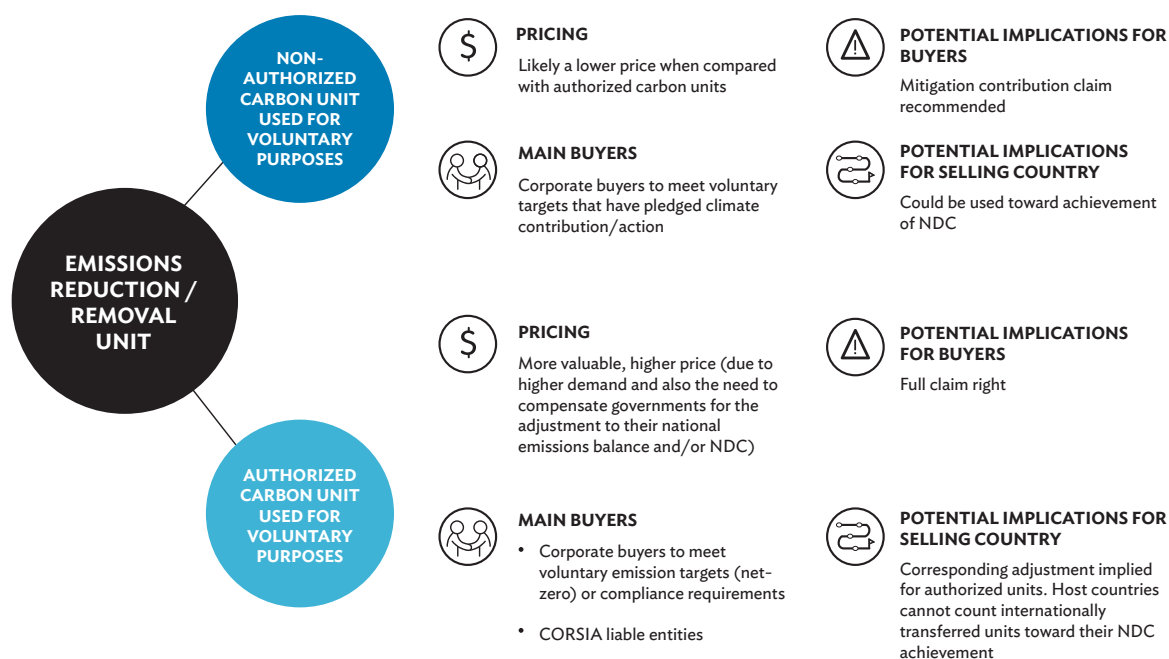 EMISSIONS
REDUCTION /
REMOVAL
UNIT
NON-
AUTHORIZED
CARBON UNIT
USED FOR
VOLUNTARY
PURPOSES
$
PRICING
Likely a lower price when compared
with authorized carbon units
!
POTENTIAL IMPLICATIONS FOR
BUYERS
Mitigation contribution claim
recommended
MAIN BUYERS
Corporate buyers to meet voluntary
targets that have pledged climate
contribution/action
POTENTIAL IMPLICATIONS
FOR SELLING COUNTRY
Could be used toward achievement
of NDC
AUTHORIZED
CARBON UNIT
USED FOR
VOLUNTARY
PURPOSES
$
PRICING
More valuable, higher price (due to
higher demand and also the need to
compensate governments for the
adjustment to their national
emissions balance and/or NDC)
!
POTENTIAL IMPLICATIONS
FOR BUYERS
Full claim right
MAIN BUYERS
• Corporate buyers to meet
voluntary emission targets (net-
zero) or compliance requirements
• CORSIA liable entities
POTENTIAL IMPLICATIONS FOR
SELLING COUNTRY
Corresponding adjustment implied
for authorized units. Host countries
cannot count internationally
transferred units toward their NDC
achievement